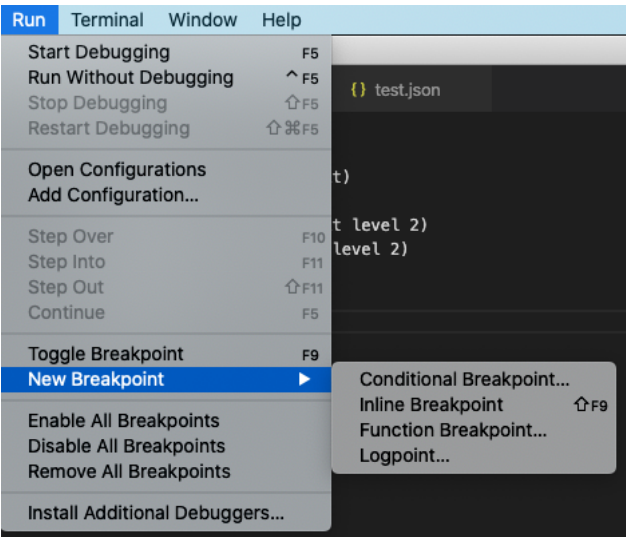 Run Terminal Window Help
Start Debugging F5
Run Without Debugging ^F5
Stop Debugging ⇧F5
Restart Debugging ⇧⌘F5
Open Configurations
Add Configuration...
Step Over F10
Step Into F11
Step Out ⇧F11
Continue F5
Toggle Breakpoint F9
New Breakpoint ▶
Enable All Breakpoints
Disable All Breakpoints
Remove All Breakpoints
Install Additional Debuggers...
{} test.json
t)
t level 2)
level 2)
Conditional Breakpoint...
Inline Breakpoint ⇧F9
Function Breakpoint...
Logpoint...